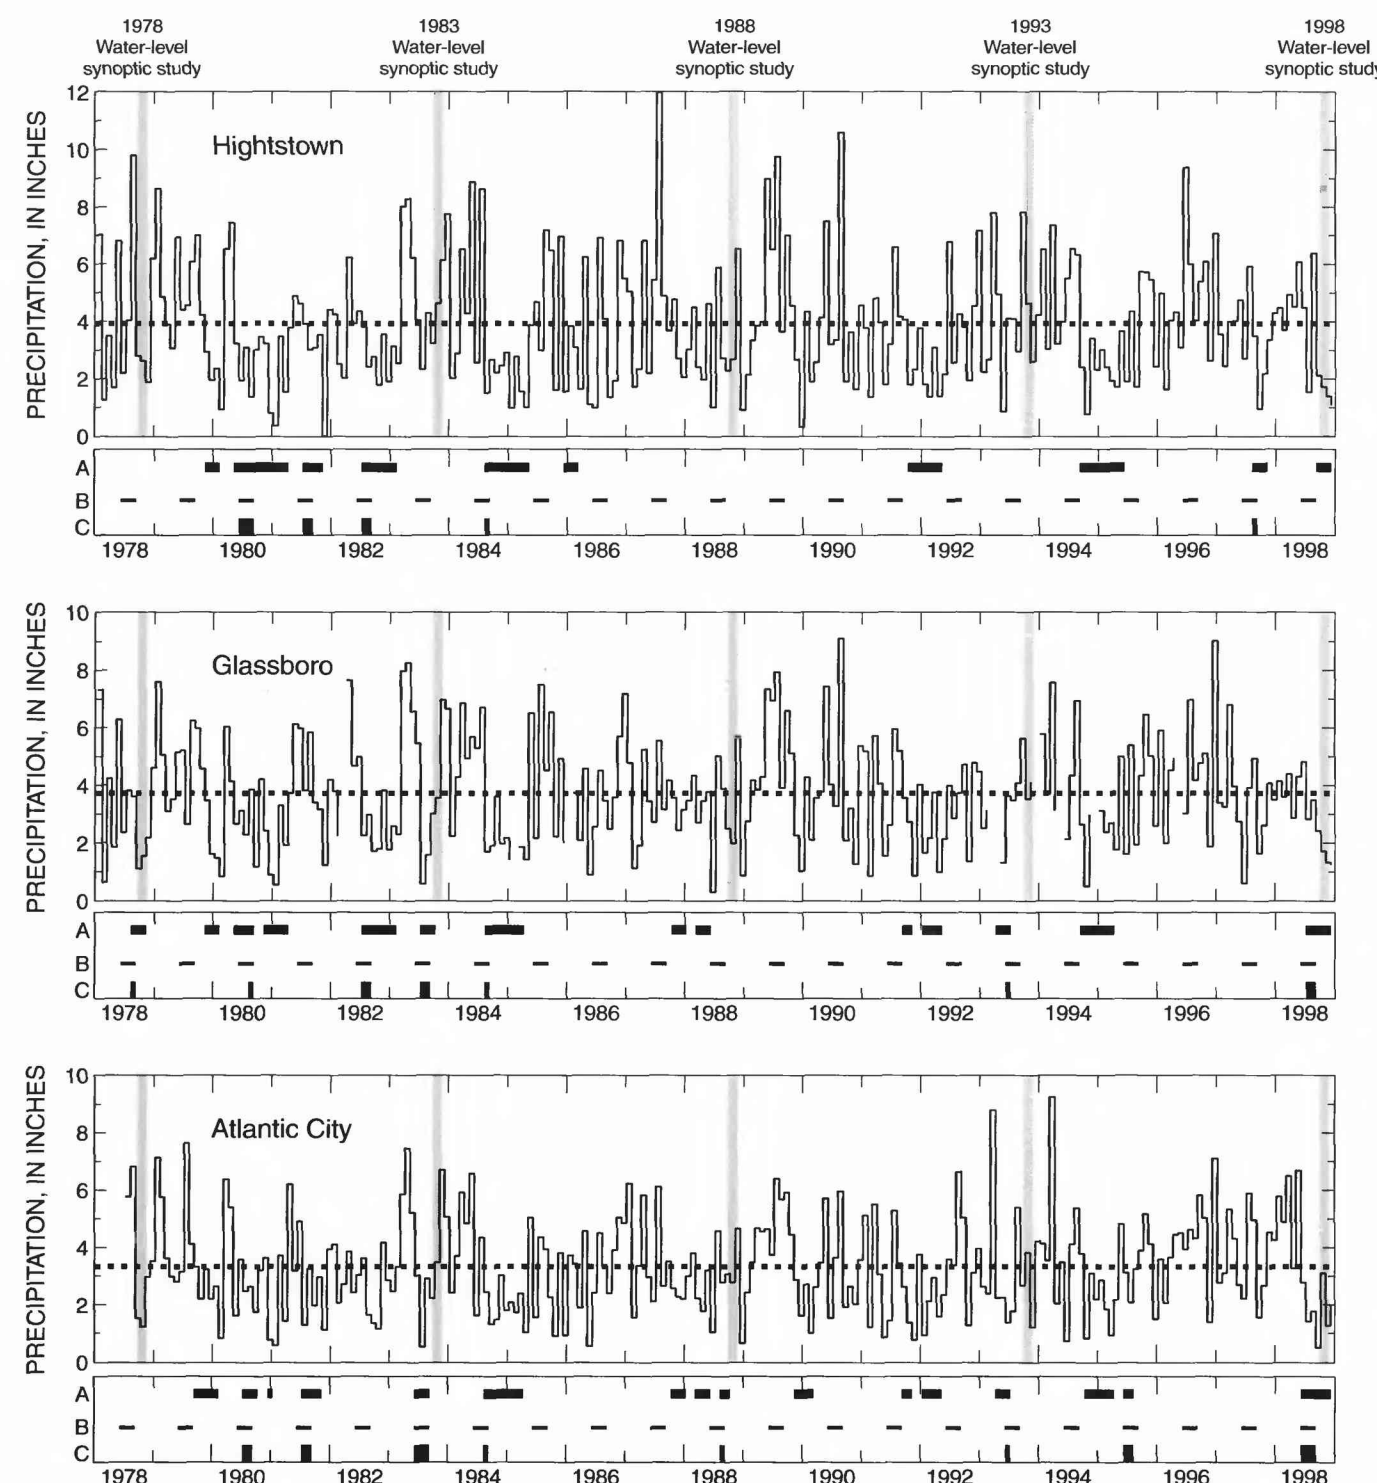 1978 1983 1988 1993 1998
Water-level Water-level Water-level Water-level Water-level
synoptic study synoptic study synoptic study synoptic study synoptic study
PRECIPITATION, IN INCHES
12
Hightstown
10
8
6
4
2
0
A
B
C
1978 1980 1982 1984 1986 1988 1990 1992 1994 1996 1998
PRECIPITATION, IN INCHES
10
Glassboro
8
6
4
2
0
A
B
C
1978 1980 1982 1984 1986 1988 1990 1992 1994 1996 1998
PRECIPITATION, IN INCHES
10
Atlantic City
8
6
4
2
0
A
B
C
1978 1980 1982 1984 1986 1988 1990 1992 1994 1996 1998